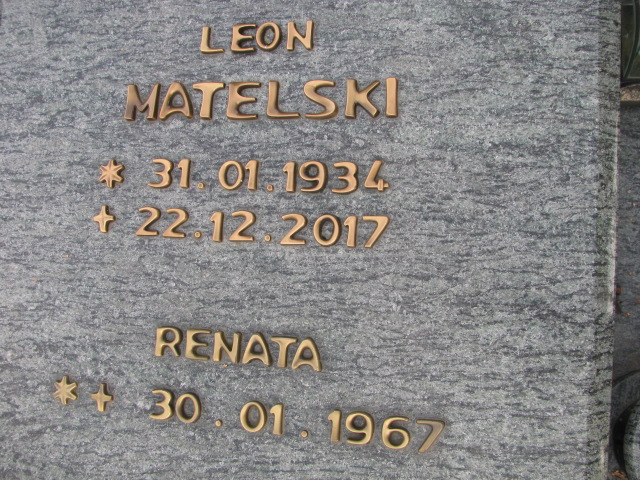 LEON
MATELSKI
* 31.01.1934
+ 22.12.2017
RENATA
* + 30.01.1967